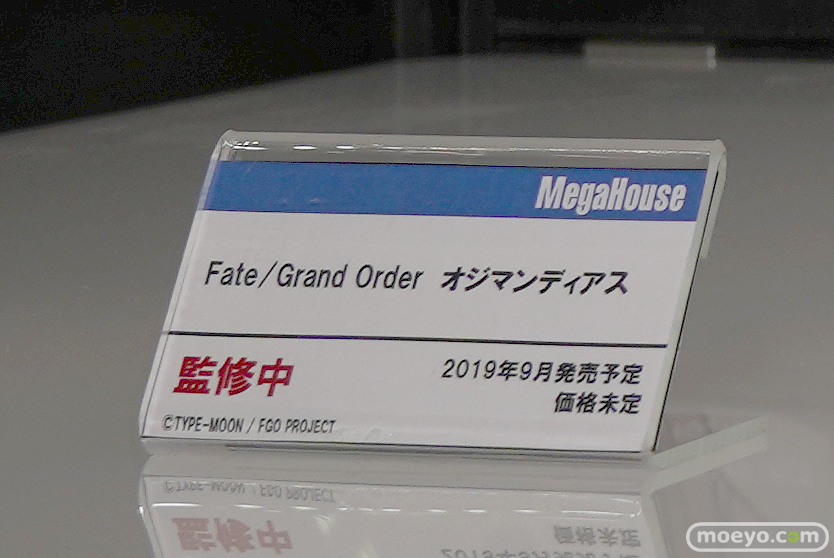 MegaHouse
Fate/Grand Order オジマンディアス
監修中
2019年9月発売予定
価格未定
©TYPE-MOON / FGO PROJECT
moeyo.com